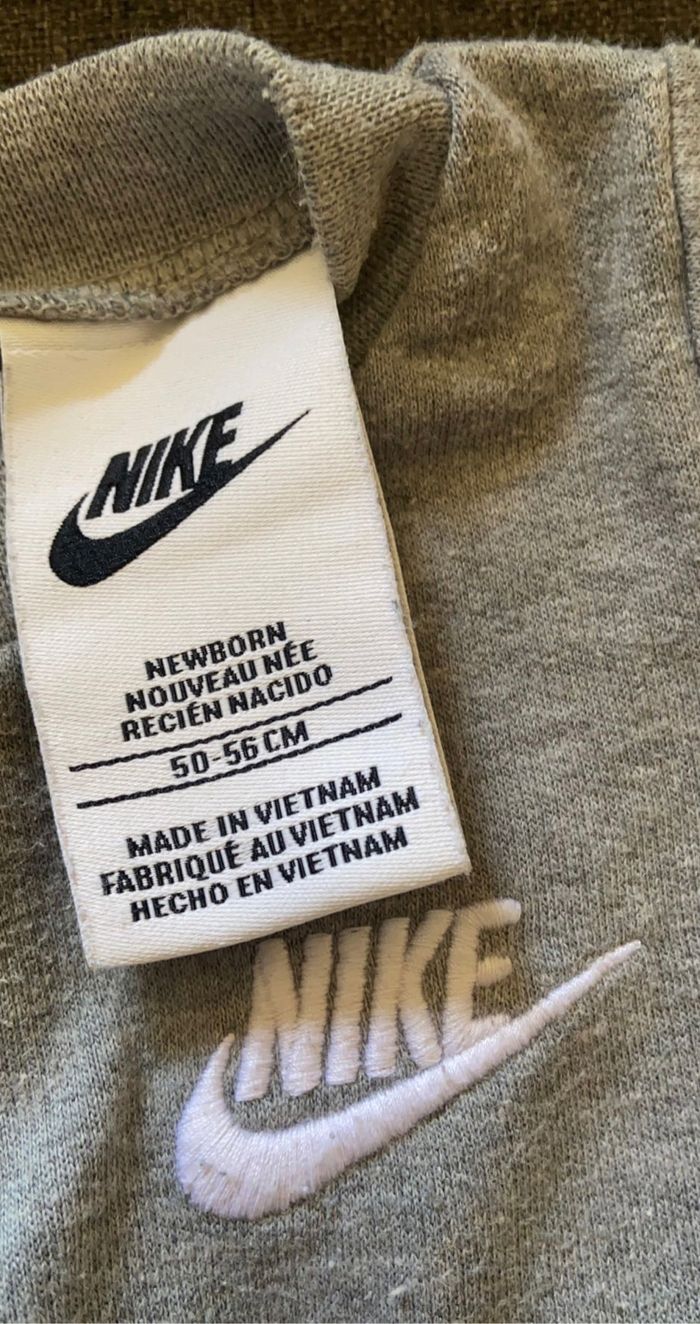 NIKE
NEWBORN
NOUVEAU NÉE
RECIÉN NACIDO
50-56 CM
MADE IN VIETNAM
FABRIQUÉ AU VIETNAM
HECHO EN VIETNAM
NIKE